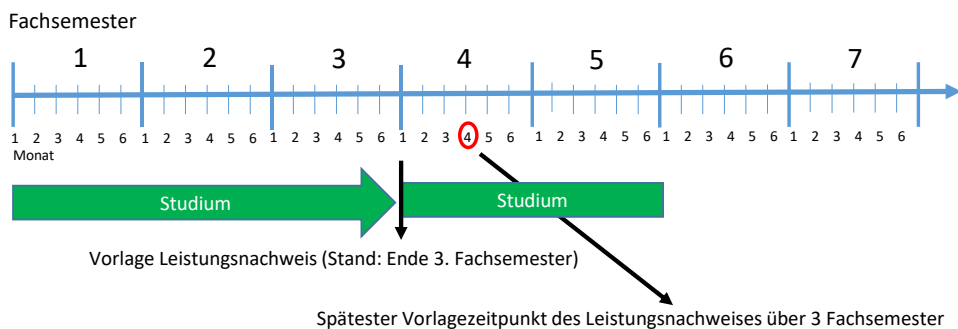 Fachsemester
1 2 3 4 5 6 7
1 2 3 4 5 6 1 2 3 4 5 6 1 2 3 4 5 6 1 2 3 4 5 6 1 2 3 4 5 6 1 2 3 4 5 6 1 2 3 4 5 6
Monat
Studium Studium
Vorlage Leistungsnachweis (Stand: Ende 3. Fachsemester)
Spätester Vorlagezeitpunkt des Leistungsnachweises über 3 Fachsemester